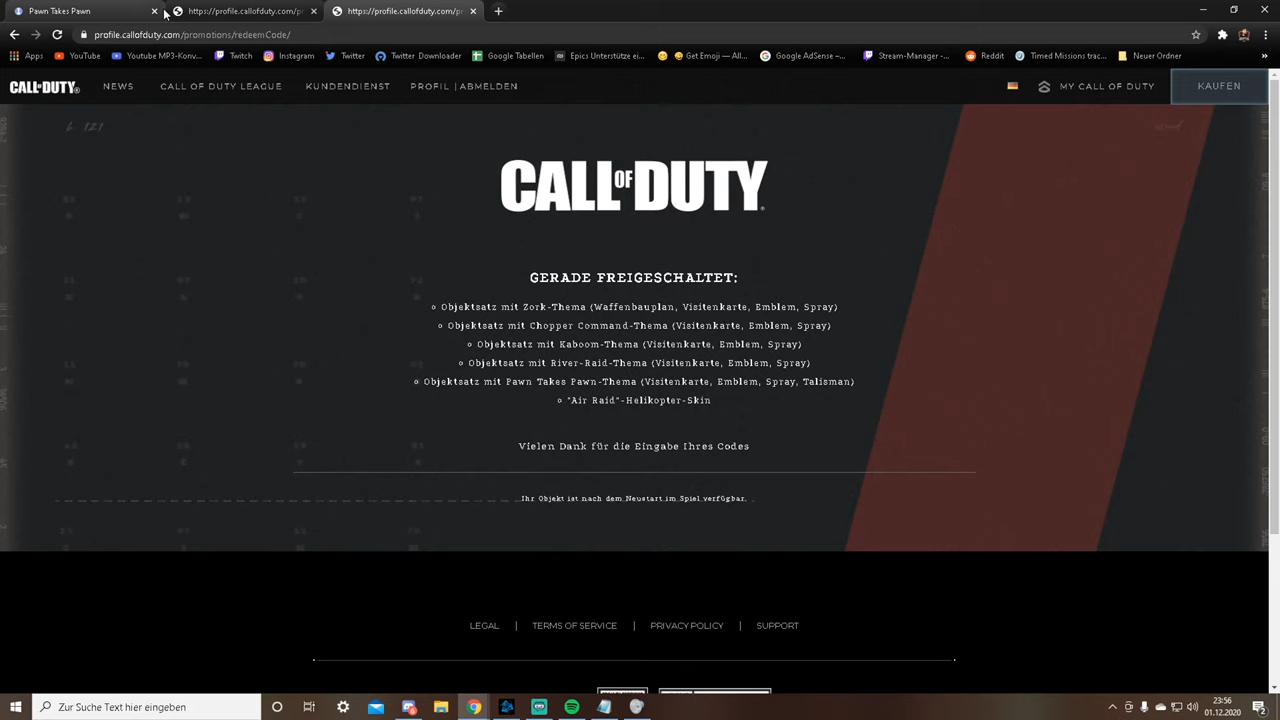 Pawn Takes Pawn
https://profile.callofduty.com/pr
https://profile.callofduty.com/pr
profile.callofduty.com/promotions/redeemCode/
Apps YouTube Youtube MP3-Konv... Twitch Instagram Twitter Twitter Downloader Google Tabellen Epics Unterstütze ei... Get Emoji — All... Google AdSense –... Stream-Manager -... Reddit Timed Missions trac... Neuer Ordner
CALL OF DUTY NEWS CALL OF DUTY LEAGUE KUNDENDIENST PROFIL | ABMELDEN MY CALL OF DUTY KAUFEN
CALL OF DUTY
GERADE FREIGESCHALTET:
Objektsatz mit Zork-Thema (Waffenbauplan, Visitenkarte, Emblem, Spray)
Objektsatz mit Chopper Command-Thema (Visitenkarte, Emblem, Spray)
Objektsatz mit Kaboom-Thema (Visitenkarte, Emblem, Spray)
Objektsatz mit River-Raid-Thema (Visitenkarte, Emblem, Spray)
Objektsatz mit Pawn Takes Pawn-Thema (Visitenkarte, Emblem, Spray, Talisman)
"Air Raid"-Helikopter-Skin
Vielen Dank für die Eingabe Ihres Codes
Ihr Objekt ist nach dem Neustart im Spiel verfügbar.
LEGAL | TERMS OF SERVICE | PRIVACY POLICY | SUPPORT
Zur Suche Text hier eingeben
23:56
01.12.2020